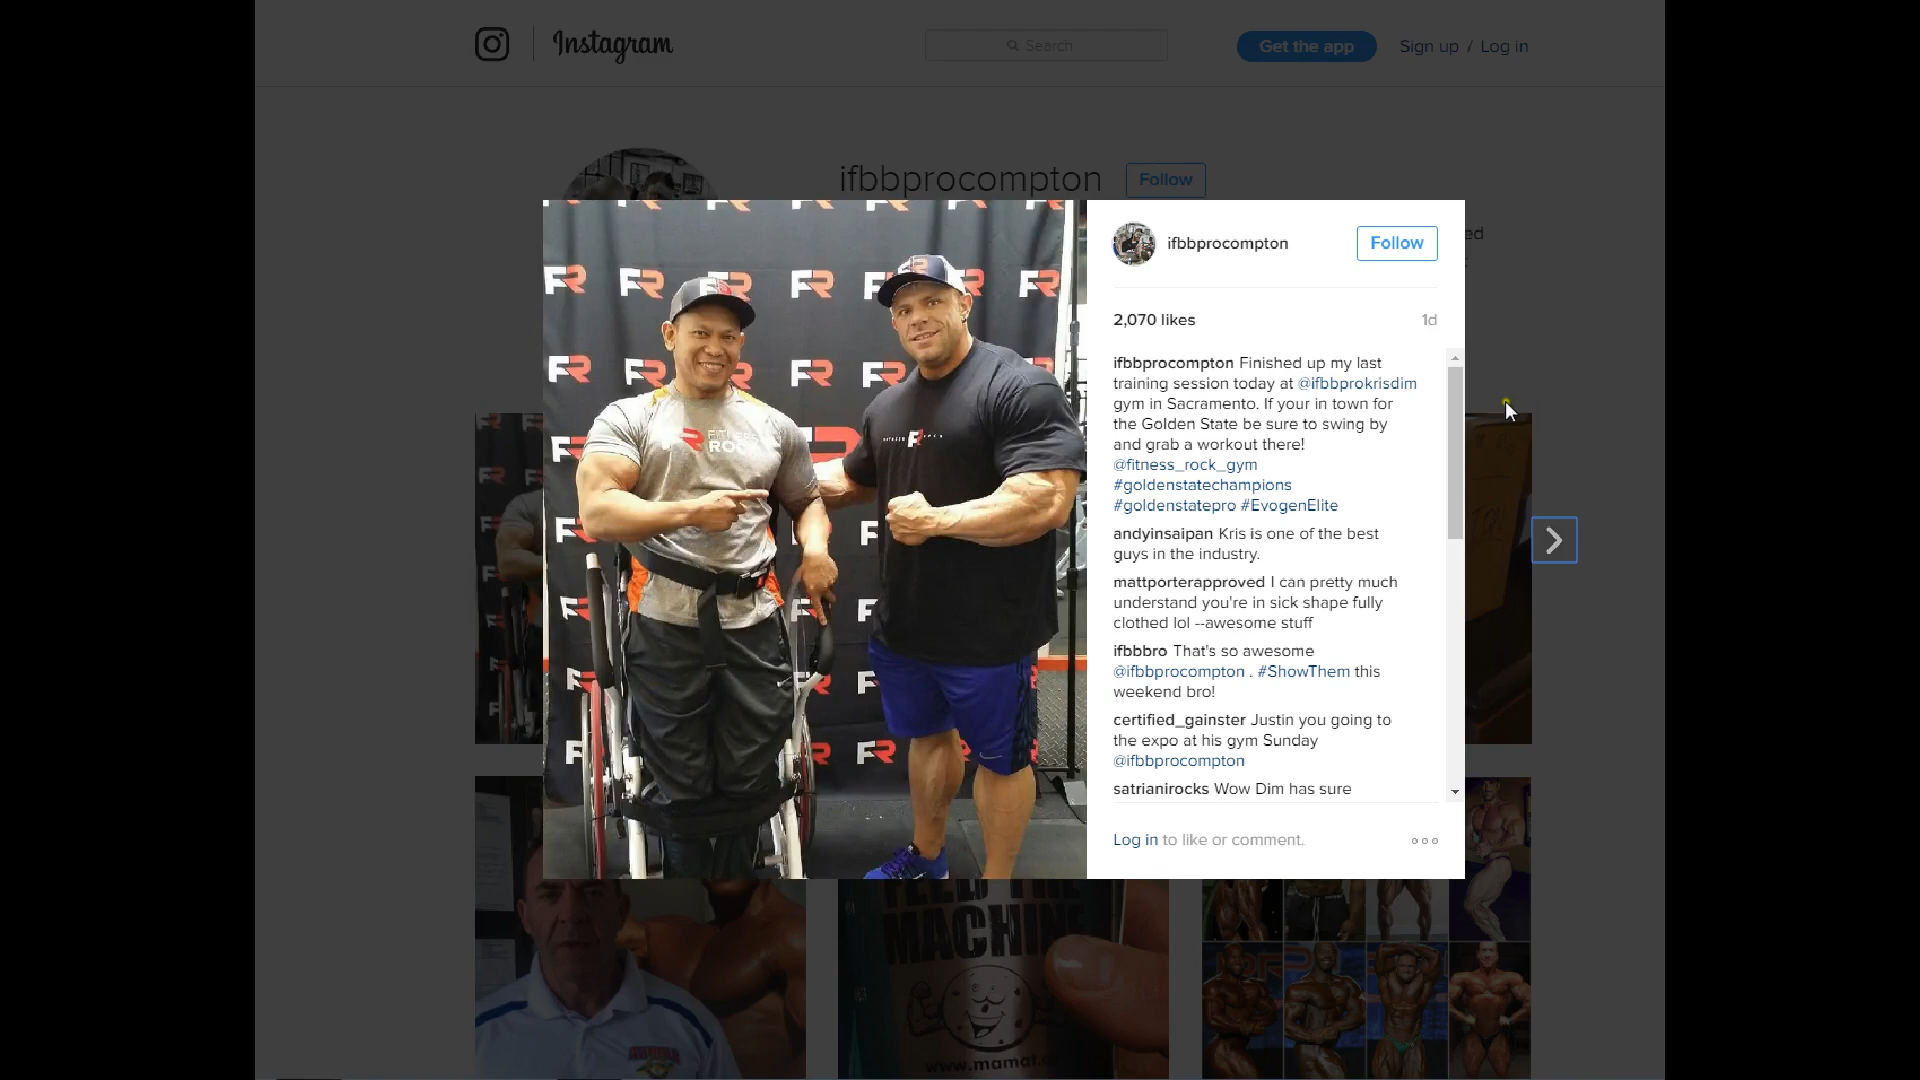 Instagram
Search
Get the app
Sign up / Log in
ifbbprocompton
Follow
ed
ifbbprocompton
Follow
2,070 likes
1d
ifbbprocompton Finished up my last
training session today at @ifbbprokrisdim
gym in Sacramento. If your in town for
the Golden State be sure to swing by
and grab a workout there!
@fitness_rock_gym
#goldenstatechampions
#goldenstatepro #EvogenElite
andyinsaipan Kris is one of the best
guys in the industry.
mattporterapproved I can pretty much
understand you're in sick shape fully
clothed lol --awesome stuff
ifbbbro That's so awesome
@ifbbprocompton . #ShowThem this
weekend bro!
certified_gainster Justin you going to
the expo at his gym Sunday
@ifbbprocompton
satrianirocks Wow Dim has sure
Log in to like or comment.
FR
FITNESS
ROCK
MACHINE